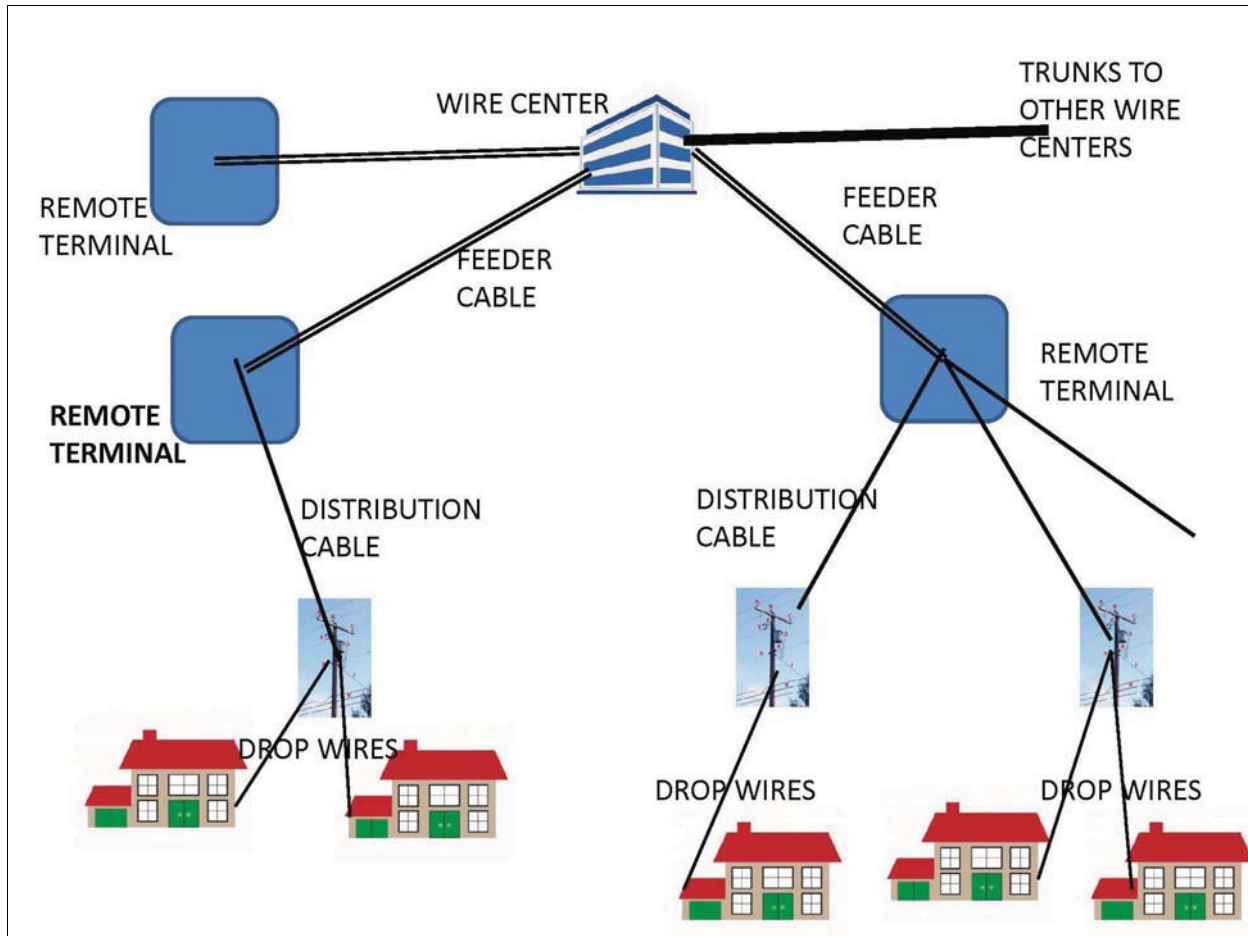 WIRE CENTER
TRUNKS TO
OTHER WIRE
CENTERS
REMOTE
TERMINAL
FEEDER
CABLE
FEEDER
CABLE
REMOTE
TERMINAL
REMOTE
TERMINAL
DISTRIBUTION
CABLE
DISTRIBUTION
CABLE
DROP WIRES
DROP WIRES
DROP WIRES